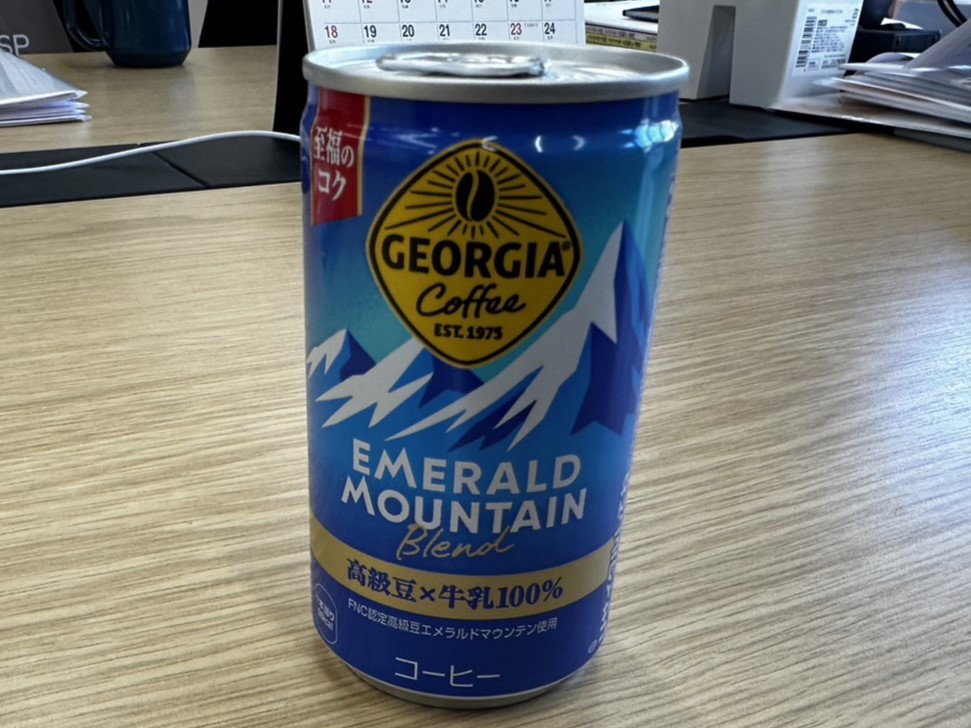 SP
18 19 20 21 22 23 24
至福の
コク
GEORGIA®
Coffee
EST. 1975
EMERALD
MOUNTAIN
Blend
高級豆×牛乳100%
FNC認定高級豆エメラルドマウンテン使用
コーヒー